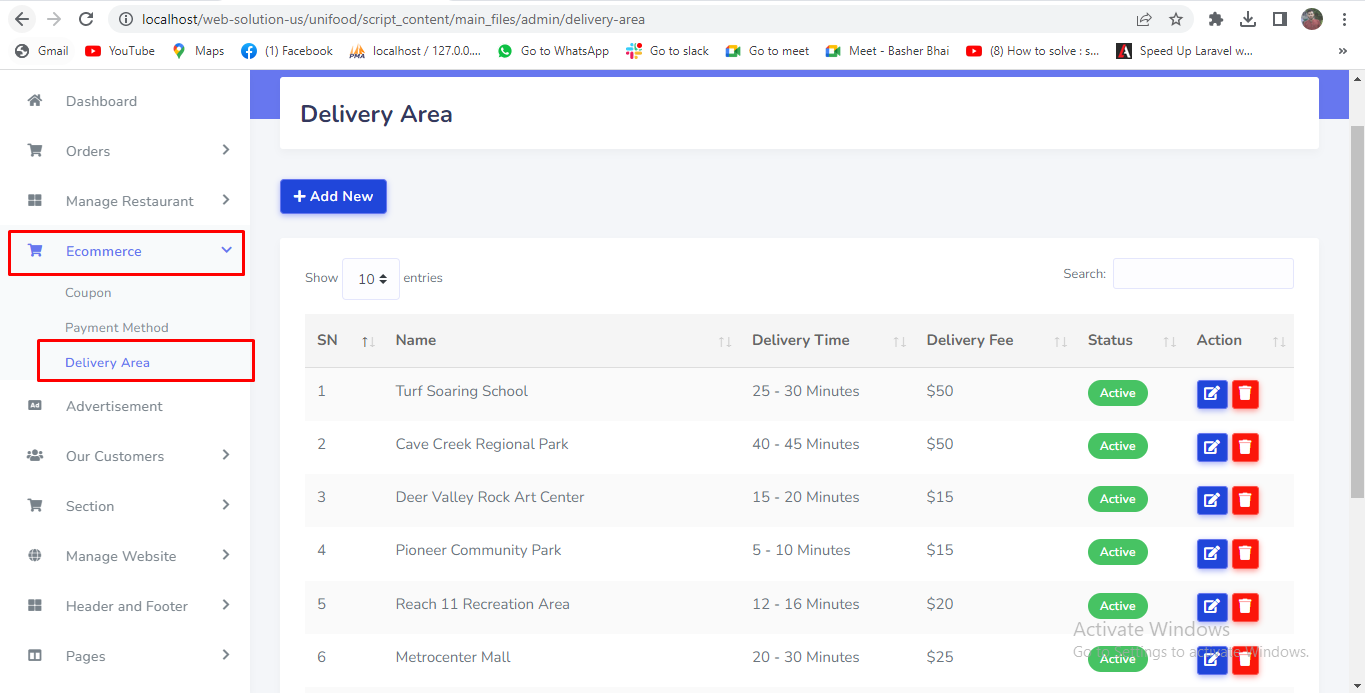 localhost/web-solution-us/unifood/script_content/main_files/admin/delivery-area
Gmail YouTube Maps (1) Facebook localhost / 127.0.0.... Go to WhatsApp Go to slack Go to meet Meet - Basher Bhai (8) How to solve : s... Speed Up Laravel w... »
Dashboard
Orders
Manage Restaurant
Ecommerce
Coupon
Payment Method
Delivery Area
Ad Advertisement
Our Customers
Section
Manage Website
Header and Footer
Pages
Delivery Area
+ Add New
Show 10 entries
Search:
SN Name Delivery Time Delivery Fee Status Action
1 Turf Soaring School 25 - 30 Minutes $50 Active
2 Cave Creek Regional Park 40 - 45 Minutes $50 Active
3 Deer Valley Rock Art Center 15 - 20 Minutes $15 Active
4 Pioneer Community Park 5 - 10 Minutes $15 Active
5 Reach 11 Recreation Area 12 - 16 Minutes $20 Active
6 Metrocenter Mall 20 - 30 Minutes $25 Active
Activate Windows
Go to Settings to activate Windows.